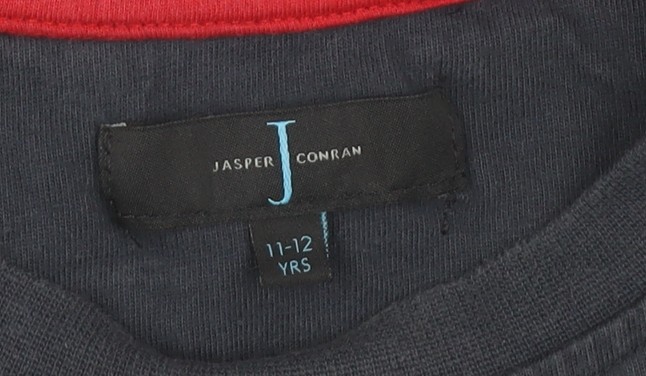 JASPER J CONRAN
11-12
YRS